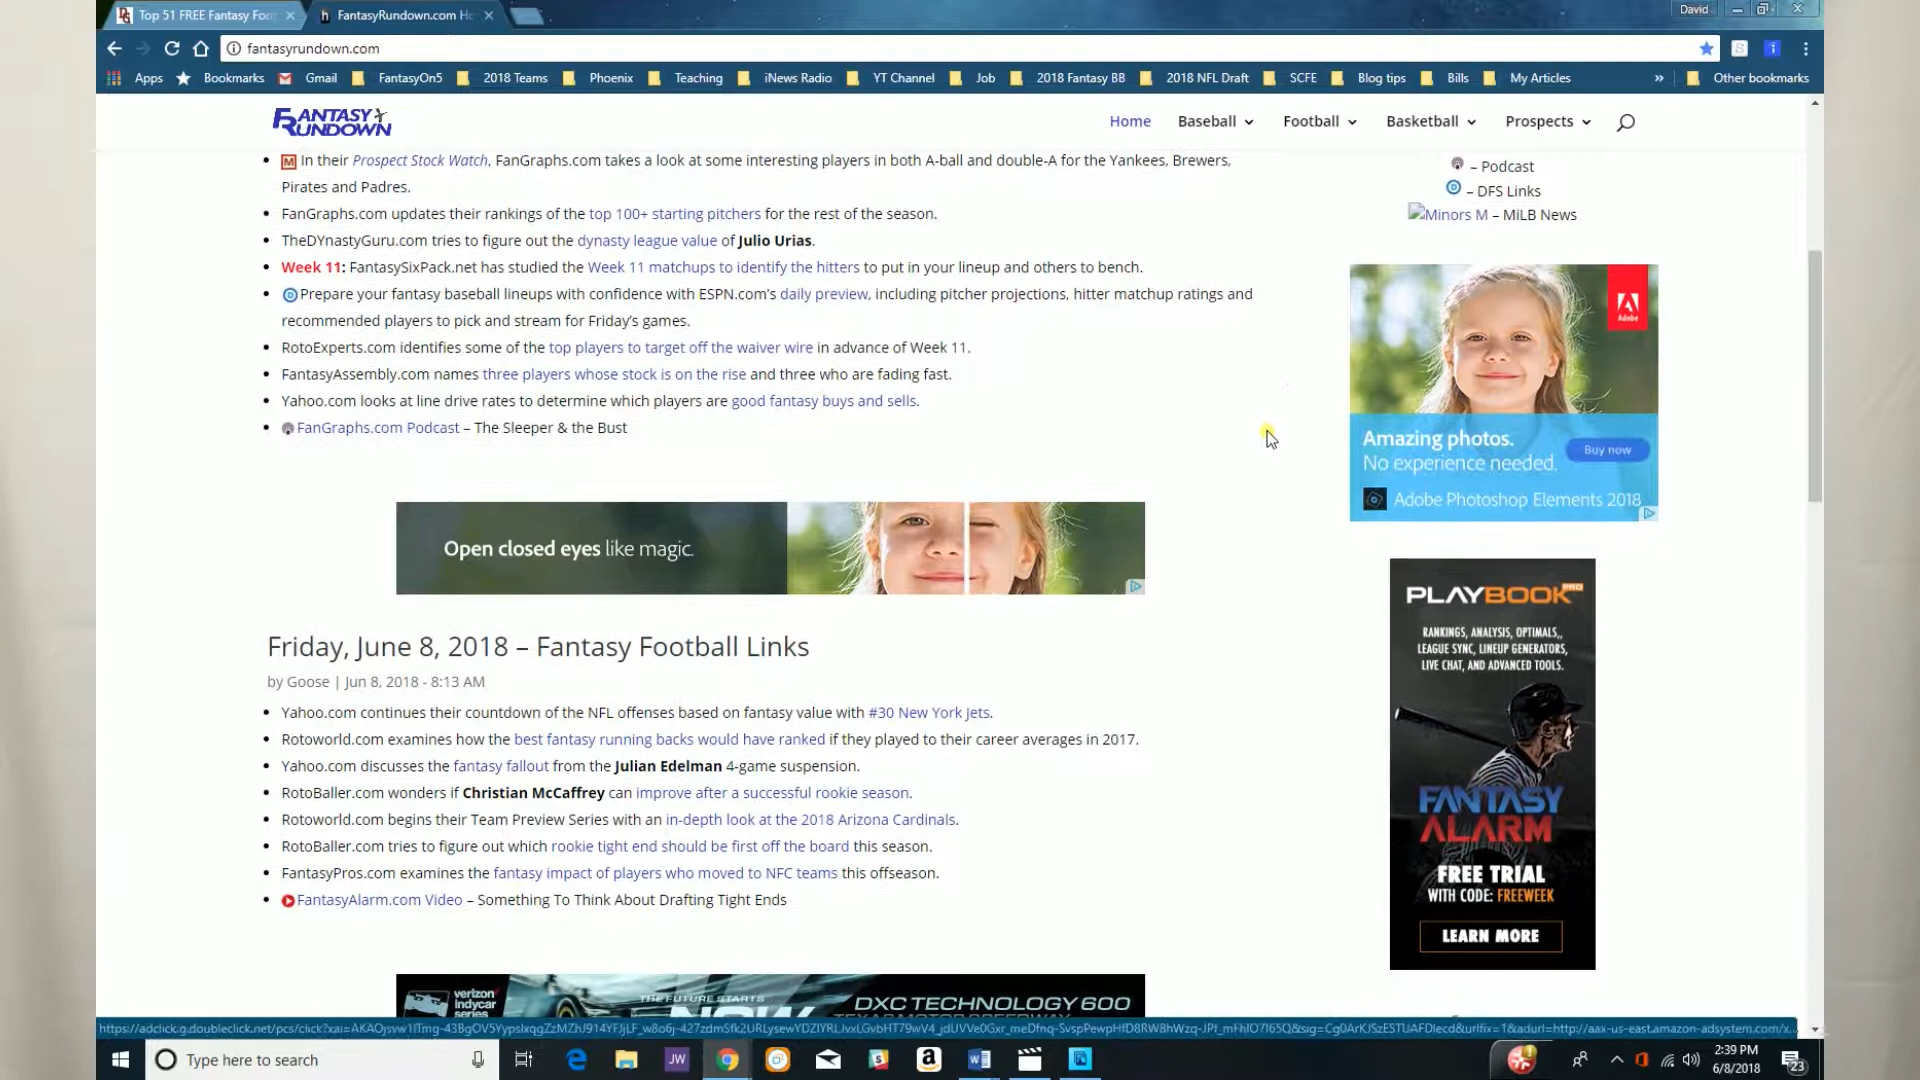 Top 51 FREE Fantasy Foo
FantasyRundown.com Ho
David
fantasyrundown.com
Apps
Bookmarks
Gmail
FantasyOn5
2018 Teams
Phoenix
Teaching
iNews Radio
YT Channel
Job
2018 Fantasy BB
2018 NFL Draft
SCFE
Blog tips
Bills
My Articles
»
Other bookmarks
FANTASY
RUNDOWN
Home
Baseball
Football
Basketball
Prospects
M In their Prospect Stock Watch, FanGraphs.com takes a look at some interesting players in both A-ball and double-A for the Yankees, Brewers,
Pirates and Padres.
FanGraphs.com updates their rankings of the top 100+ starting pitchers for the rest of the season.
TheDYnastyGuru.com tries to figure out the dynasty league value of Julio Urias.
Week 11: FantasySixPack.net has studied the Week 11 matchups to identify the hitters to put in your lineup and others to bench.
Prepare your fantasy baseball lineups with confidence with ESPN.com's daily preview, including pitcher projections, hitter matchup ratings and
recommended players to pick and stream for Friday's games.
RotoExperts.com identifies some of the top players to target off the waiver wire in advance of Week 11.
FantasyAssembly.com names three players whose stock is on the rise and three who are fading fast.
Yahoo.com looks at line drive rates to determine which players are good fantasy buys and sells.
FanGraphs.com Podcast – The Sleeper & the Bust
– Podcast
– DFS Links
Minors M – MiLB News
Adobe
Amazing photos.
No experience needed.
Buy now
Adobe Photoshop Elements 2018
Open closed eyes like magic.
Friday, June 8, 2018 – Fantasy Football Links
by Goose | Jun 8, 2018 - 8:13 AM
Yahoo.com continues their countdown of the NFL offenses based on fantasy value with #30 New York Jets.
Rotoworld.com examines how the best fantasy running backs would have ranked if they played to their career averages in 2017.
Yahoo.com discusses the fantasy fallout from the Julian Edelman 4-game suspension.
RotoBaller.com wonders if Christian McCaffrey can improve after a successful rookie season.
Rotoworld.com begins their Team Preview Series with an in-depth look at the 2018 Arizona Cardinals.
RotoBaller.com tries to figure out which rookie tight end should be first off the board this season.
FantasyPros.com examines the fantasy impact of players who moved to NFC teams this offseason.
FantasyAlarm.com Video – Something To Think About Drafting Tight Ends
PLAYBOOK PRO
RANKINGS, ANALYSIS, OPTIMALS,,
LEAGUE SYNC, LINEUP GENERATORS,
LIVE CHAT, AND ADVANCED TOOLS.
FANTASY
ALARM
FREE TRIAL
WITH CODE: FREEWEEK
LEARN MORE
verizon
indycar
series
THE FUTURE STARTS
NOW
DXC TECHNOLOGY 600
TEXAS MOTOR SPEEDWAY
Type here to search
JW
2:39 PM
6/8/2018
23